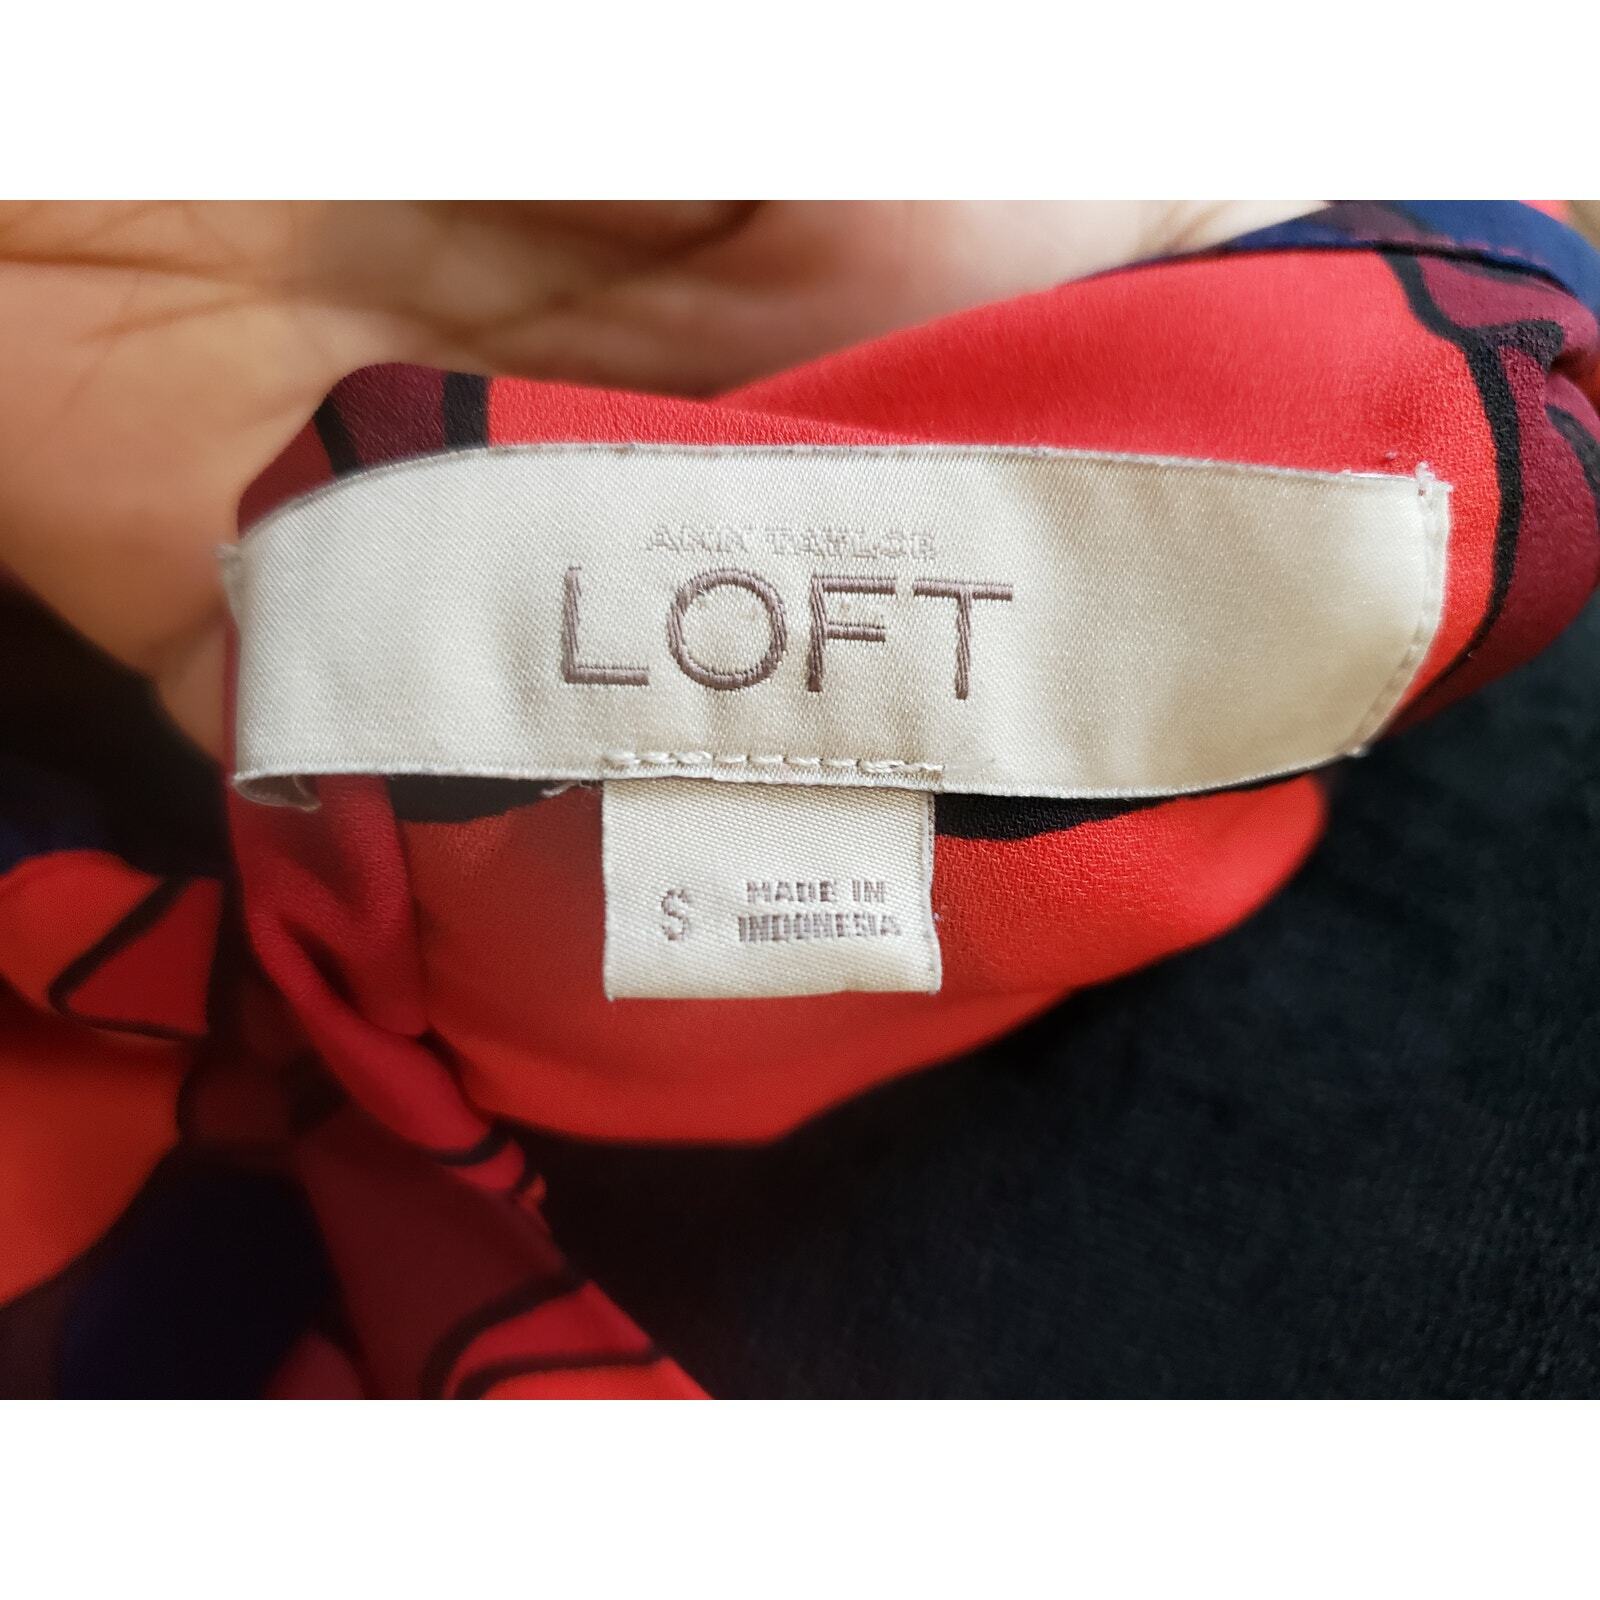 ANN TAYLOR
LOFT
S
MADE IN
INDONESIA